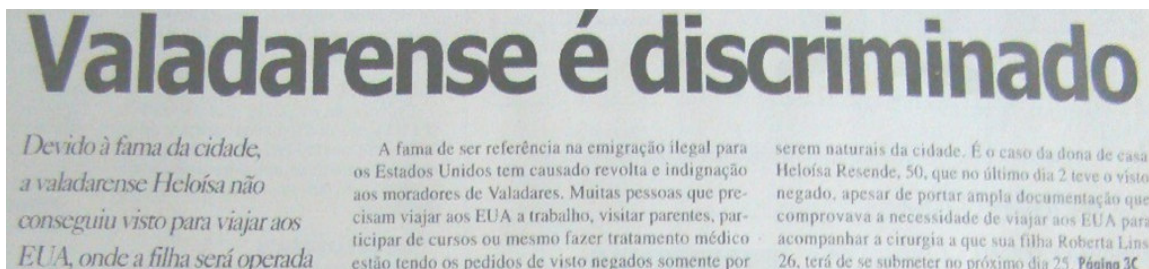 Valadarense é discriminado
Devido à fama da cidade,
a valadarense Heloísa não
conseguiu visto para viajar aos
EUA, onde a filha será operada
A fama de ser referência na emigração ilegal para
os Estados Unidos tem causado revolta e indignação
aos moradores de Valadares. Muitas pessoas que pre-
cisam viajar aos EUA a trabalho, visitar parentes, par-
ticipar de cursos ou mesmo fazer tratamento médico
estão tendo os pedidos de visto negados somente por
serem naturais da cidade. É o caso da dona de casa
Heloísa Resende, 50, que no último dia 2 teve o visto
negado, apesar de portar ampla documentação que
comprovava a necessidade de viajar aos EUA para
acompanhar a cirurgia a que sua filha Roberta Lins
26, terá de se submeter no próximo dia 25. Página 3C